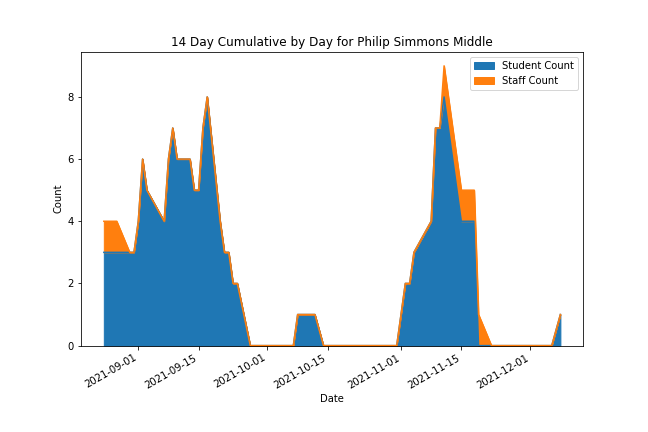 14 Day Cumulative by Day for Philip Simmons Middle
Student Count
Staff Count
8
6
4
2
0
Count
2021-09-01
2021-09-15
2021-10-01
2021-10-15
2021-11-01
2021-11-15
2021-12-01
Date